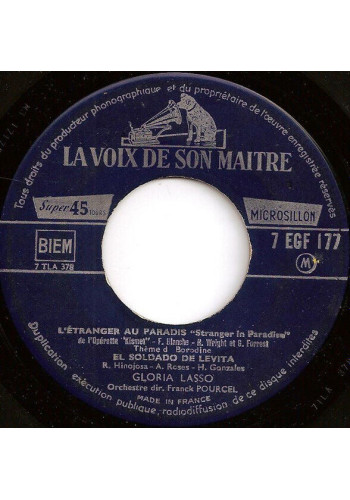 Tous droits du producteur phonographique et du propriétaire de l'œuvre enregistrée réservés.
LA VOIX DE SON MAITRE
Super 45 TOURS
MICROSILLON
BIEM
7 EGF 177
7 TLA 378
M
L'ÉTRANGER AU PARADIS "Stranger in Paradise"
de l'Opérette "Kismet" - F. Blanche - R. Wright et G. Forrest
Thème d Borodine
EL SOLDADO DE LEVITA
R. Hinojosa - A. Roses - H. Gonzales
GLORIA LASSO
Orchestre dir. Franck POURCEL
MADE IN FRANCE
Duplication, exécution publique, radiodiffusion de ce disque interdites